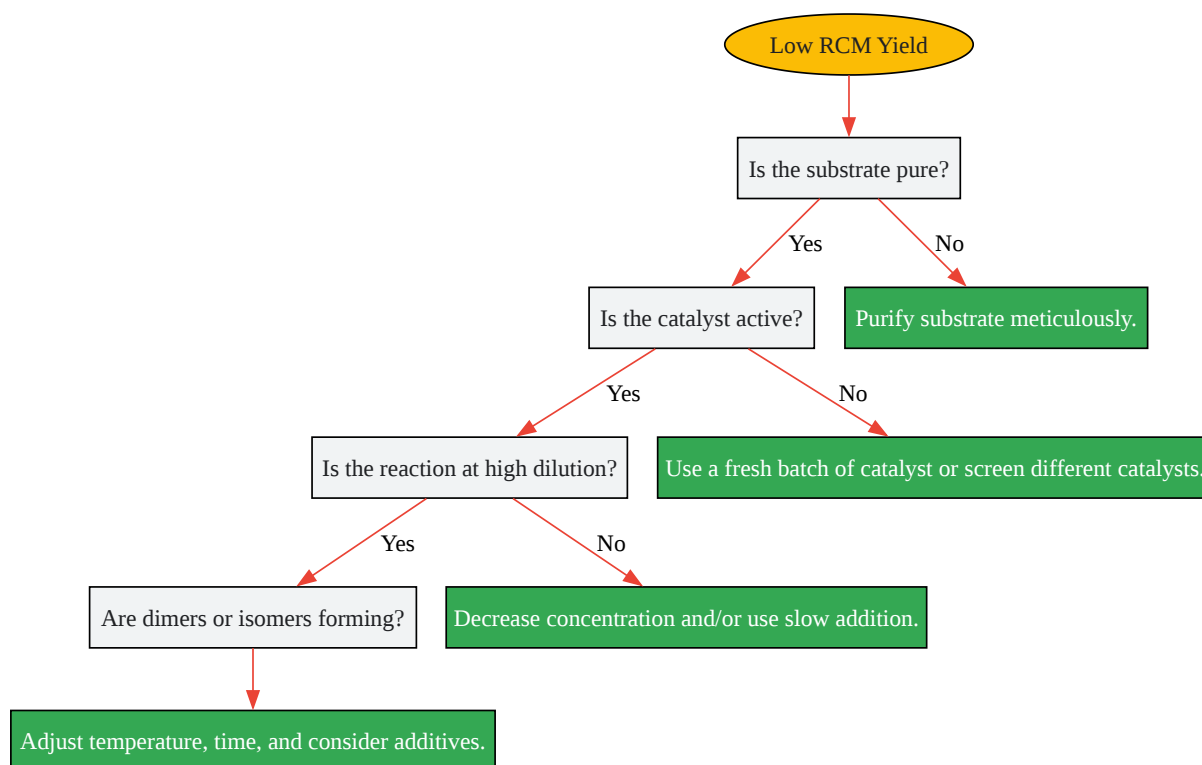 Low RCM Yield
Is the substrate pure?
Yes
No
Is the catalyst active?
Purify substrate meticulously.
Yes
No
Is the reaction at high dilution?
Use a fresh batch of catalyst or screen different catalysts.
Yes
No
Are dimers or isomers forming?
Decrease concentration and/or use slow addition.
Adjust temperature, time, and consider additives.